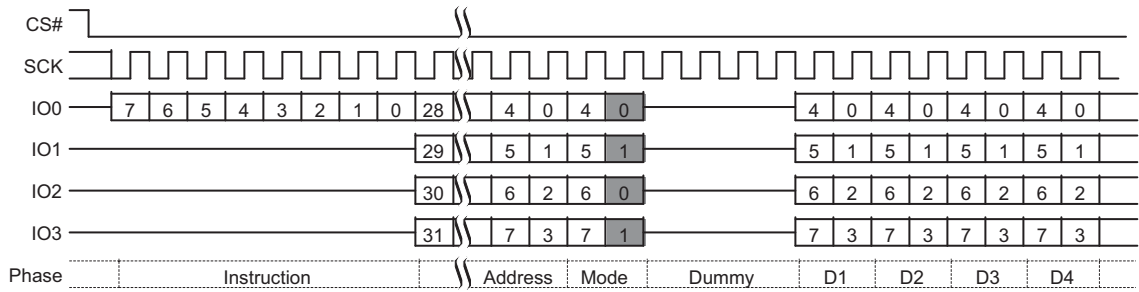 CS#
SCK
IO0 7 6 5 4 3 2 1 0 28 4 0 4 0 4 0 4 0 4 0 4 0
IO1 29 5 1 5 1 5 1 5 1 5 1 5 1
IO2 30 6 2 6 0 6 2 6 2 6 2 6 2
IO3 31 7 3 7 1 7 3 7 3 7 3 7 3
Phase Instruction Address Mode Dummy D1 D2 D3 D4